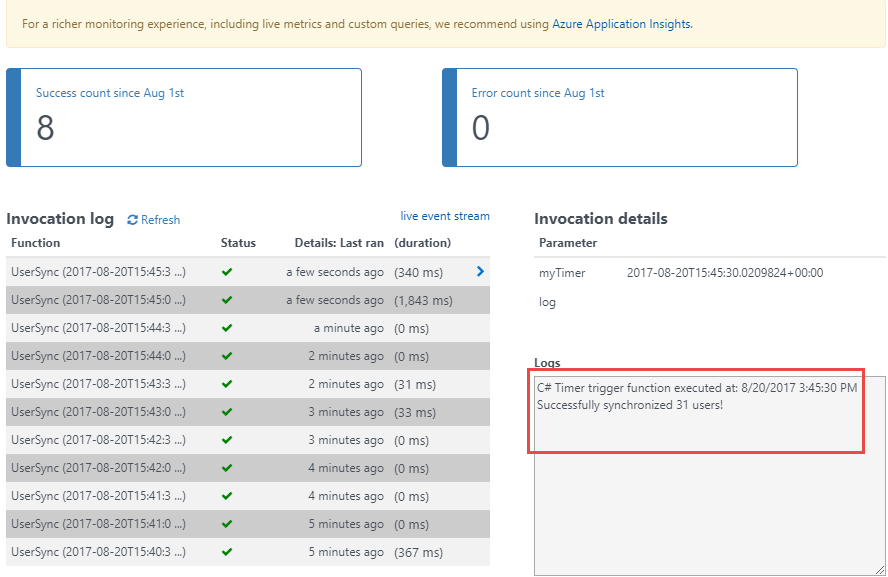 For a richer monitoring experience, including live metrics and custom queries, we recommend using Azure Application Insights.
Success count since Aug 1st
8
Error count since Aug 1st
0
Invocation log Refresh live event stream
Function Status Details: Last ran (duration)
UserSync (2017-08-20T15:45:3 ...) a few seconds ago (340 ms)
UserSync (2017-08-20T15:45:0 ...) a few seconds ago (1,843 ms)
UserSync (2017-08-20T15:44:3 ...) a minute ago (0 ms)
UserSync (2017-08-20T15:44:0 ...) 2 minutes ago (0 ms)
UserSync (2017-08-20T15:43:3 ...) 2 minutes ago (31 ms)
UserSync (2017-08-20T15:43:0 ...) 3 minutes ago (33 ms)
UserSync (2017-08-20T15:42:3 ...) 3 minutes ago (0 ms)
UserSync (2017-08-20T15:42:0 ...) 4 minutes ago (0 ms)
UserSync (2017-08-20T15:41:3 ...) 4 minutes ago (0 ms)
UserSync (2017-08-20T15:41:0 ...) 5 minutes ago (0 ms)
UserSync (2017-08-20T15:40:3 ...) 5 minutes ago (367 ms)
Invocation details
Parameter
myTimer 2017-08-20T15:45:30.0209824+00:00
log
Logs
C# Timer trigger function executed at: 8/20/2017 3:45:30 PM
Successfully synchronized 31 users!